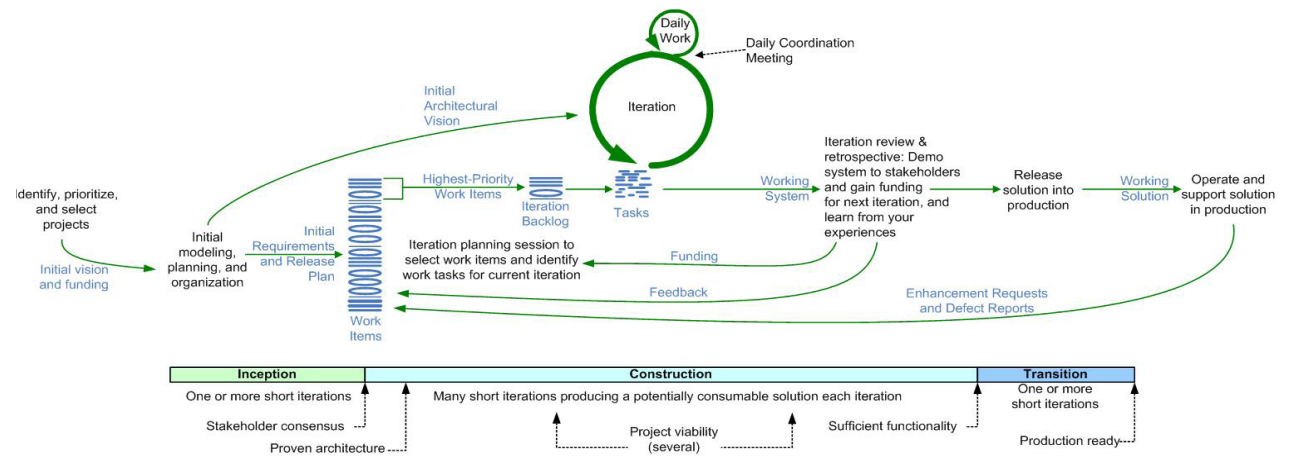 Daily
Work
Daily Coordination
Meeting
Initial
Architectural
Vision
Iteration
Identify, prioritize,
and select
projects
Initial vision
and funding
Initial
modeling,
planning, and
organization
Initial
Requirements
and Release
Plan
Work
Items
Highest-Priority
Work Items
Iteration
Backlog
Tasks
Working
System
Iteration review &
retrospective: Demo
system to stakeholders
and gain funding
for next iteration, and
learn from your
experiences
Release
solution into
production
Working
Solution
Operate and
support solution
in production
Iteration planning session to
select work items and identify
work tasks for current iteration
Funding
Feedback
Enhancement Requests
and Defect Reports
Inception
Construction
Transition
One or more short iterations
Many short iterations producing a potentially consumable solution each iteration
One or more
short iterations
Stakeholder consensus
Proven architecture
Project viability
(several)
Sufficient functionality
Production ready